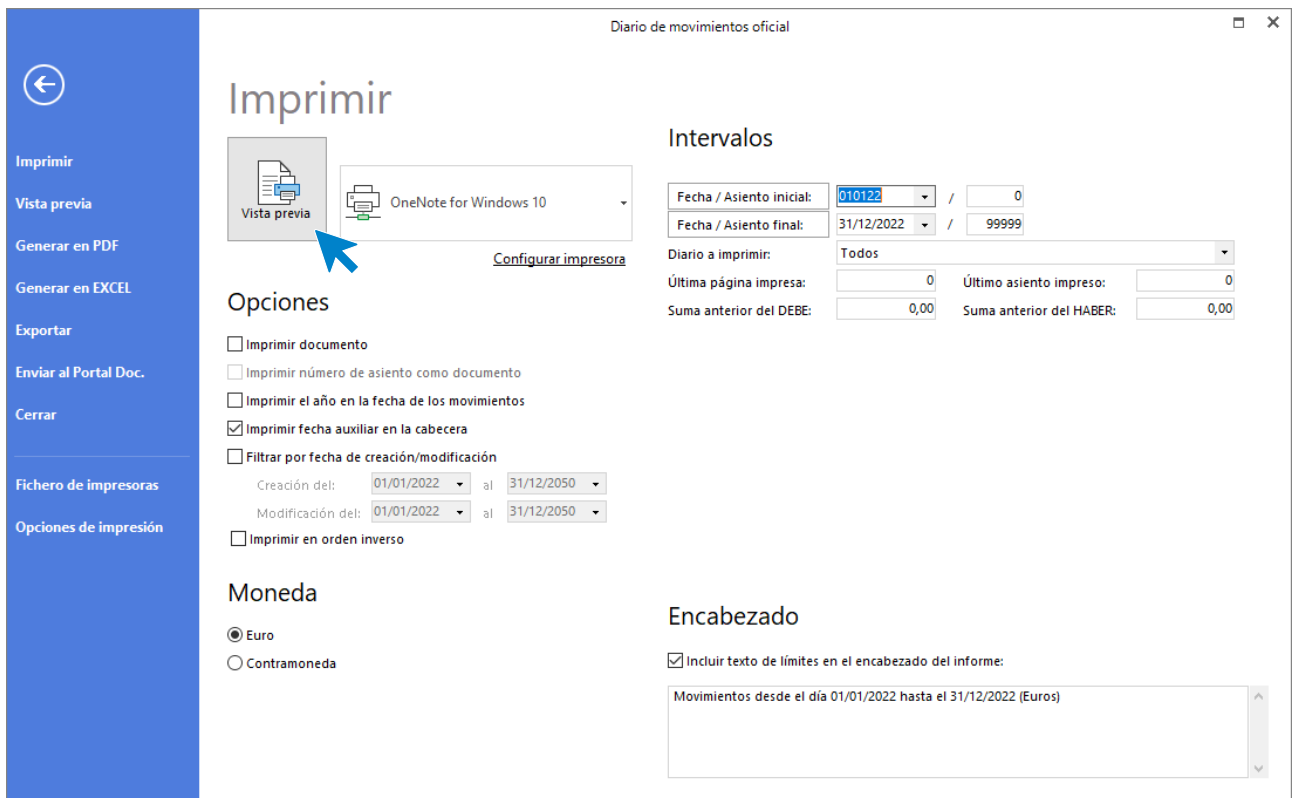 Diario de movimientos oficial
Imprimir
Vista previa
Generar en PDF
Generar en EXCEL
Exportar
Enviar al Portal Doc.
Cerrar
Fichero de impresoras
Opciones de impresión
Imprimir
Vista previa
OneNote for Windows 10
Configurar impresora
Opciones
Imprimir documento
Imprimir número de asiento como documento
Imprimir el año en la fecha de los movimientos
Imprimir fecha auxiliar en la cabecera
Filtrar por fecha de creación/modificación
Creación del: 01/01/2022 al 31/12/2050
Modificación del: 01/01/2022 al 31/12/2050
Imprimir en orden inverso
Moneda
Euro
Contramoneda
Intervalos
Fecha / Asiento inicial: 010122 / 0
Fecha / Asiento final: 31/12/2022 / 99999
Diario a imprimir: Todos
Última página impresa: 0 Último asiento impreso: 0
Suma anterior del DEBE: 0,00 Suma anterior del HABER: 0,00
Encabezado
Incluir texto de límites en el encabezado del informe:
Movimientos desde el día 01/01/2022 hasta el 31/12/2022 (Euros)